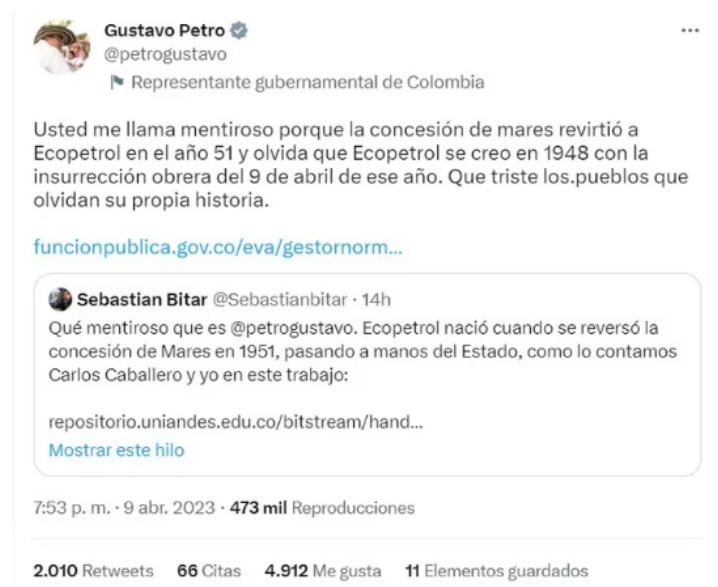 Gustavo Petro
@petrogustavo
Representante gubernamental de Colombia
Usted me llama mentiroso porque la concesión de mares revirtió a
Ecopetrol en el año 51 y olvida que Ecopetrol se creo en 1948 con la
insurrección obrera del 9 de abril de ese año. Que triste los.pueblos que
olvidan su propia historia.
funcionpublica.gov.co/eva/gestornorm...
Sebastian Bitar @Sebastianbitar · 14h
Qué mentiroso que es @petrogustavo. Ecopetrol nació cuando se reversó la
concesión de Mares en 1951, pasando a manos del Estado, como lo contamos
Carlos Caballero y yo en este trabajo:
repositorio.uniandes.edu.co/bitstream/hand...
Mostrar este hilo
7:53 p. m. · 9 abr. 2023 · 473 mil Reproducciones
2.010 Retweets 66 Citas 4.912 Me gusta 11 Elementos guardados